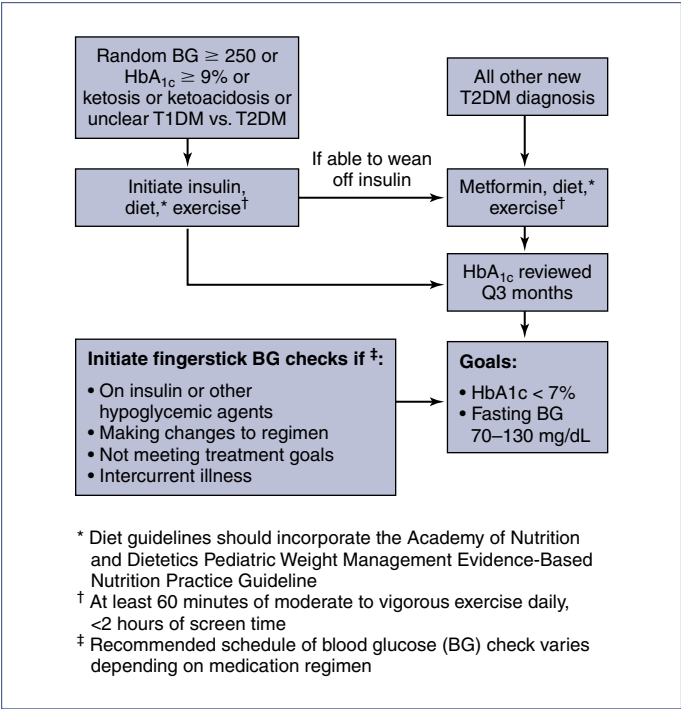 Random BG ≥ 250 or
HbA1c ≥ 9% or
ketosis or ketoacidosis or
unclear T1DM vs. T2DM
All other new
T2DM diagnosis
If able to wean
off insulin
Initiate insulin,
diet,* exercise†
Metformin, diet,*
exercise†
HbA1c reviewed
Q3 months
Initiate fingerstick BG checks if ‡:
• On insulin or other
hypoglycemic agents
• Making changes to regimen
• Not meeting treatment goals
• Intercurrent illness
Goals:
• HbA1c < 7%
• Fasting BG
70–130 mg/dL
* Diet guidelines should incorporate the Academy of Nutrition
and Dietetics Pediatric Weight Management Evidence-Based
Nutrition Practice Guideline
† At least 60 minutes of moderate to vigorous exercise daily,
<2 hours of screen time
‡ Recommended schedule of blood glucose (BG) check varies
depending on medication regimen